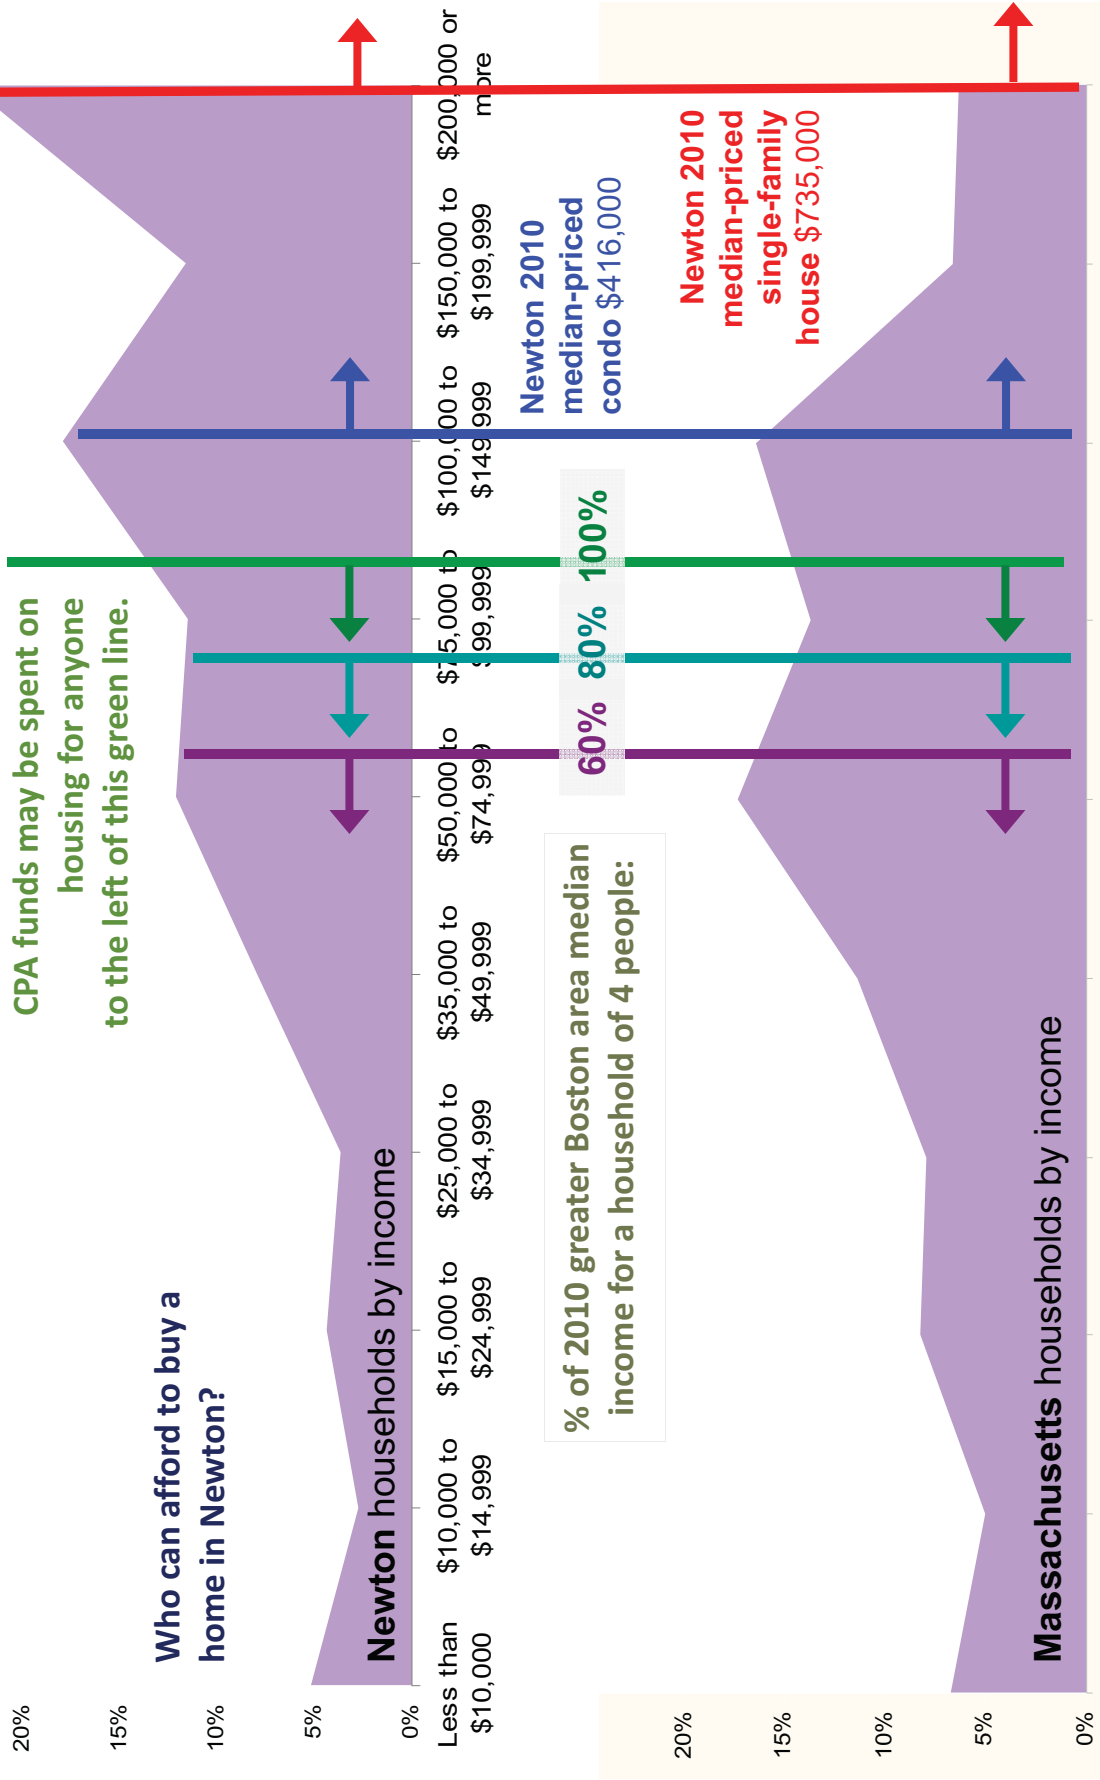 20%
15%
10%
5%
0%
CPA funds may be spent on
housing for anyone
to the left of this green line.
Who can afford to buy a
home in Newton?
Newton households by income
Less than
$10,000
$10,000 to
$14,999
$15,000 to
$24,999
$25,000 to
$34,999
$35,000 to
$49,999
$50,000 to
$74,999
$75,000 to
$99,999
$100,000 to
$149,999
$150,000 to
$199,999
$200,000 or
more
Newton 2010
median-priced
condo $416,000
% of 2010 greater Boston area median
income for a household of 4 people:
60% 80% 100%
Newton 2010
median-priced
single-family
house $735,000
20%
15%
10%
5%
0%
Massachusetts households by income